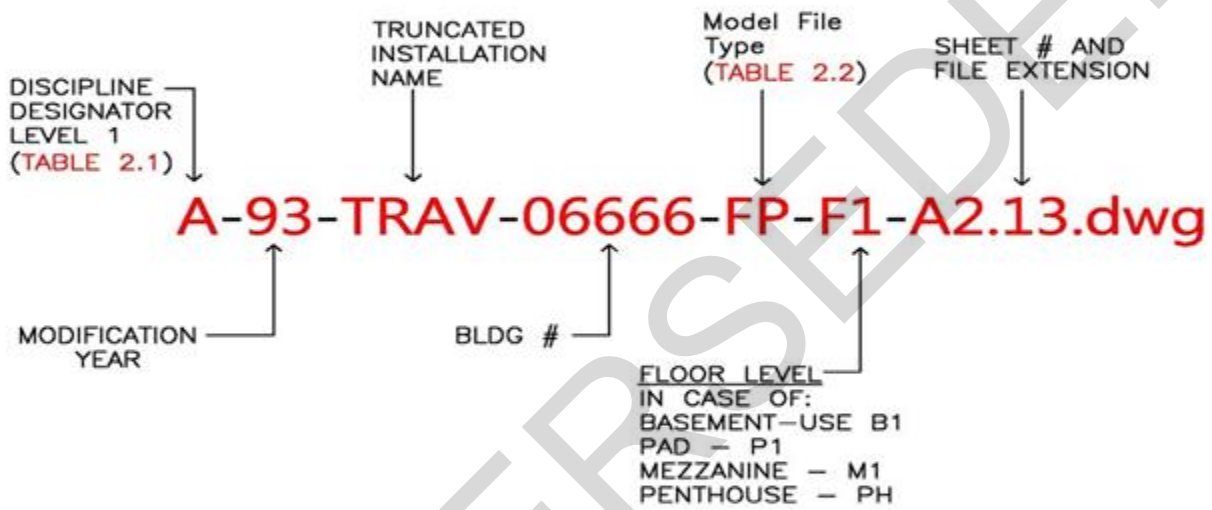 DISCIPLINE
DESIGNATOR
LEVEL 1
(TABLE 2.1)
TRUNCATED
INSTALLATION
NAME
Model File
Type
(TABLE 2.2)
SHEET # AND
FILE EXTENSION
A-93-TRAV-06666-FP-F1-A2.13.dwg
MODIFICATION
YEAR
BLDG #
FLOOR LEVEL
IN CASE OF:
BASEMENT-USE B1
PAD - P1
MEZZANINE - M1
PENTHOUSE - PH
ERSEDE